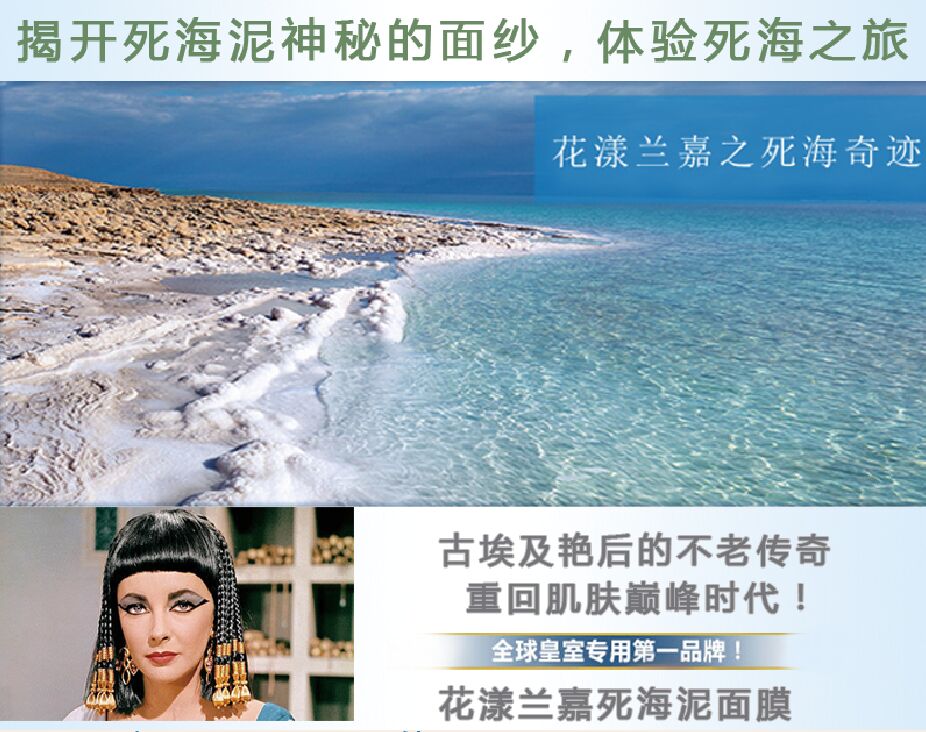 揭开死海泥神秘的面纱，体验死海之旅
花漾兰嘉之死海奇迹
古埃及艳后的不老传奇
重回肌肤巅峰时代！
全球皇室专用第一品牌！
花漾兰嘉死海泥面膜